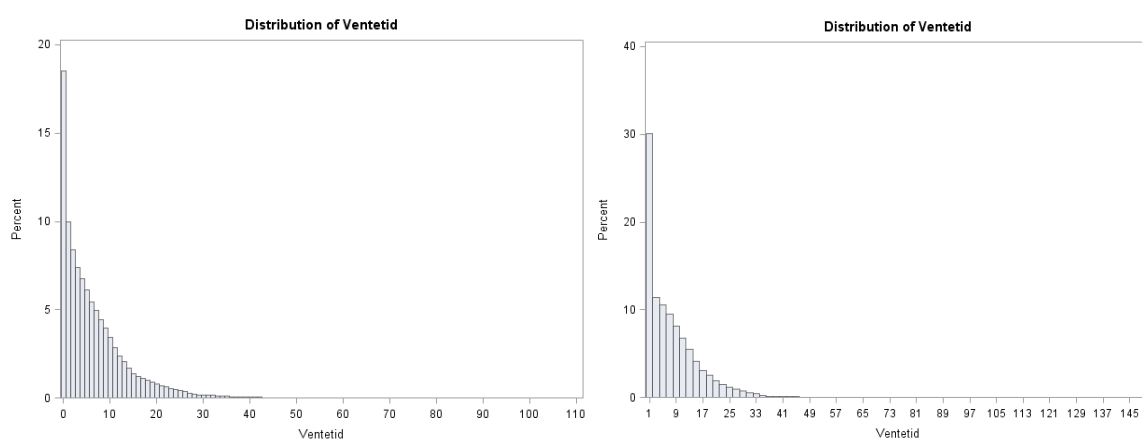 Distribution of Ventetid
20
15
10
5
0
Percent
0 10 20 30 40 50 60 70 80 90 100 110
Ventetid
Distribution of Ventetid
40
30
20
10
0
Percent
1 9 17 25 33 41 49 57 65 73 81 89 97 105 113 121 129 137 145
Ventetid